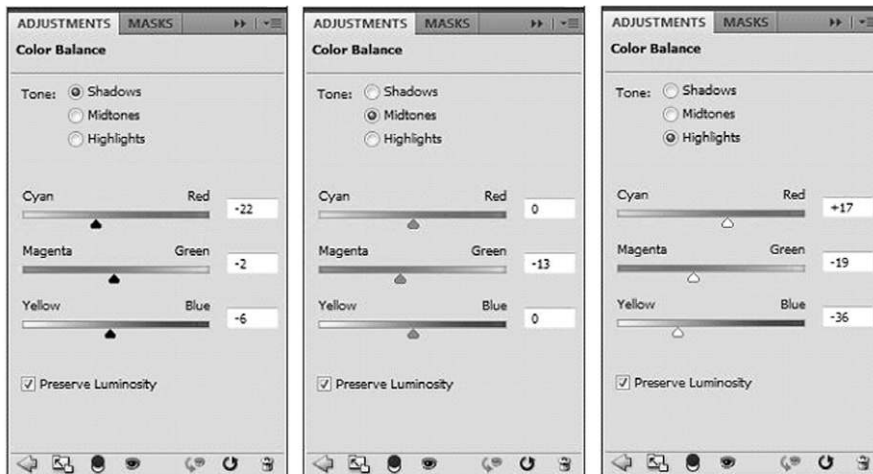 ADJUSTMENTS MASKS
Color Balance
Tone: Shadows
Midtones
Highlights
Cyan Red -22
Magenta Green -2
Yellow Blue -6
Preserve Luminosity
ADJUSTMENTS MASKS
Color Balance
Tone: Shadows
Midtones
Highlights
Cyan Red 0
Magenta Green -13
Yellow Blue 0
Preserve Luminosity
ADJUSTMENTS MASKS
Color Balance
Tone: Shadows
Midtones
Highlights
Cyan Red +17
Magenta Green -19
Yellow Blue -36
Preserve Luminosity